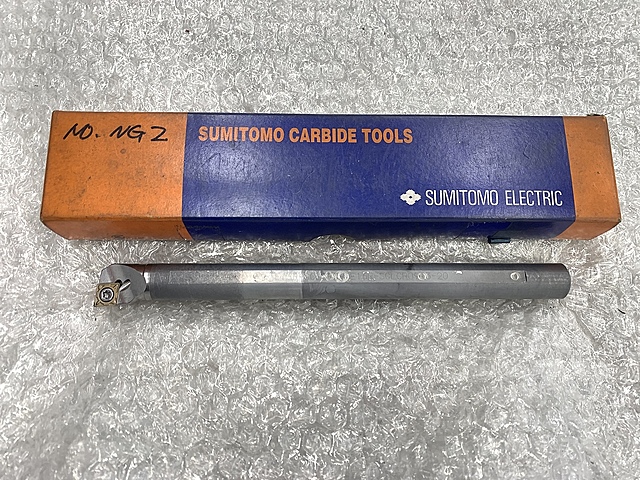 NO. NG2
SUMITOMO CARBIDE TOOLS
SUMITOMO ELECTRIC